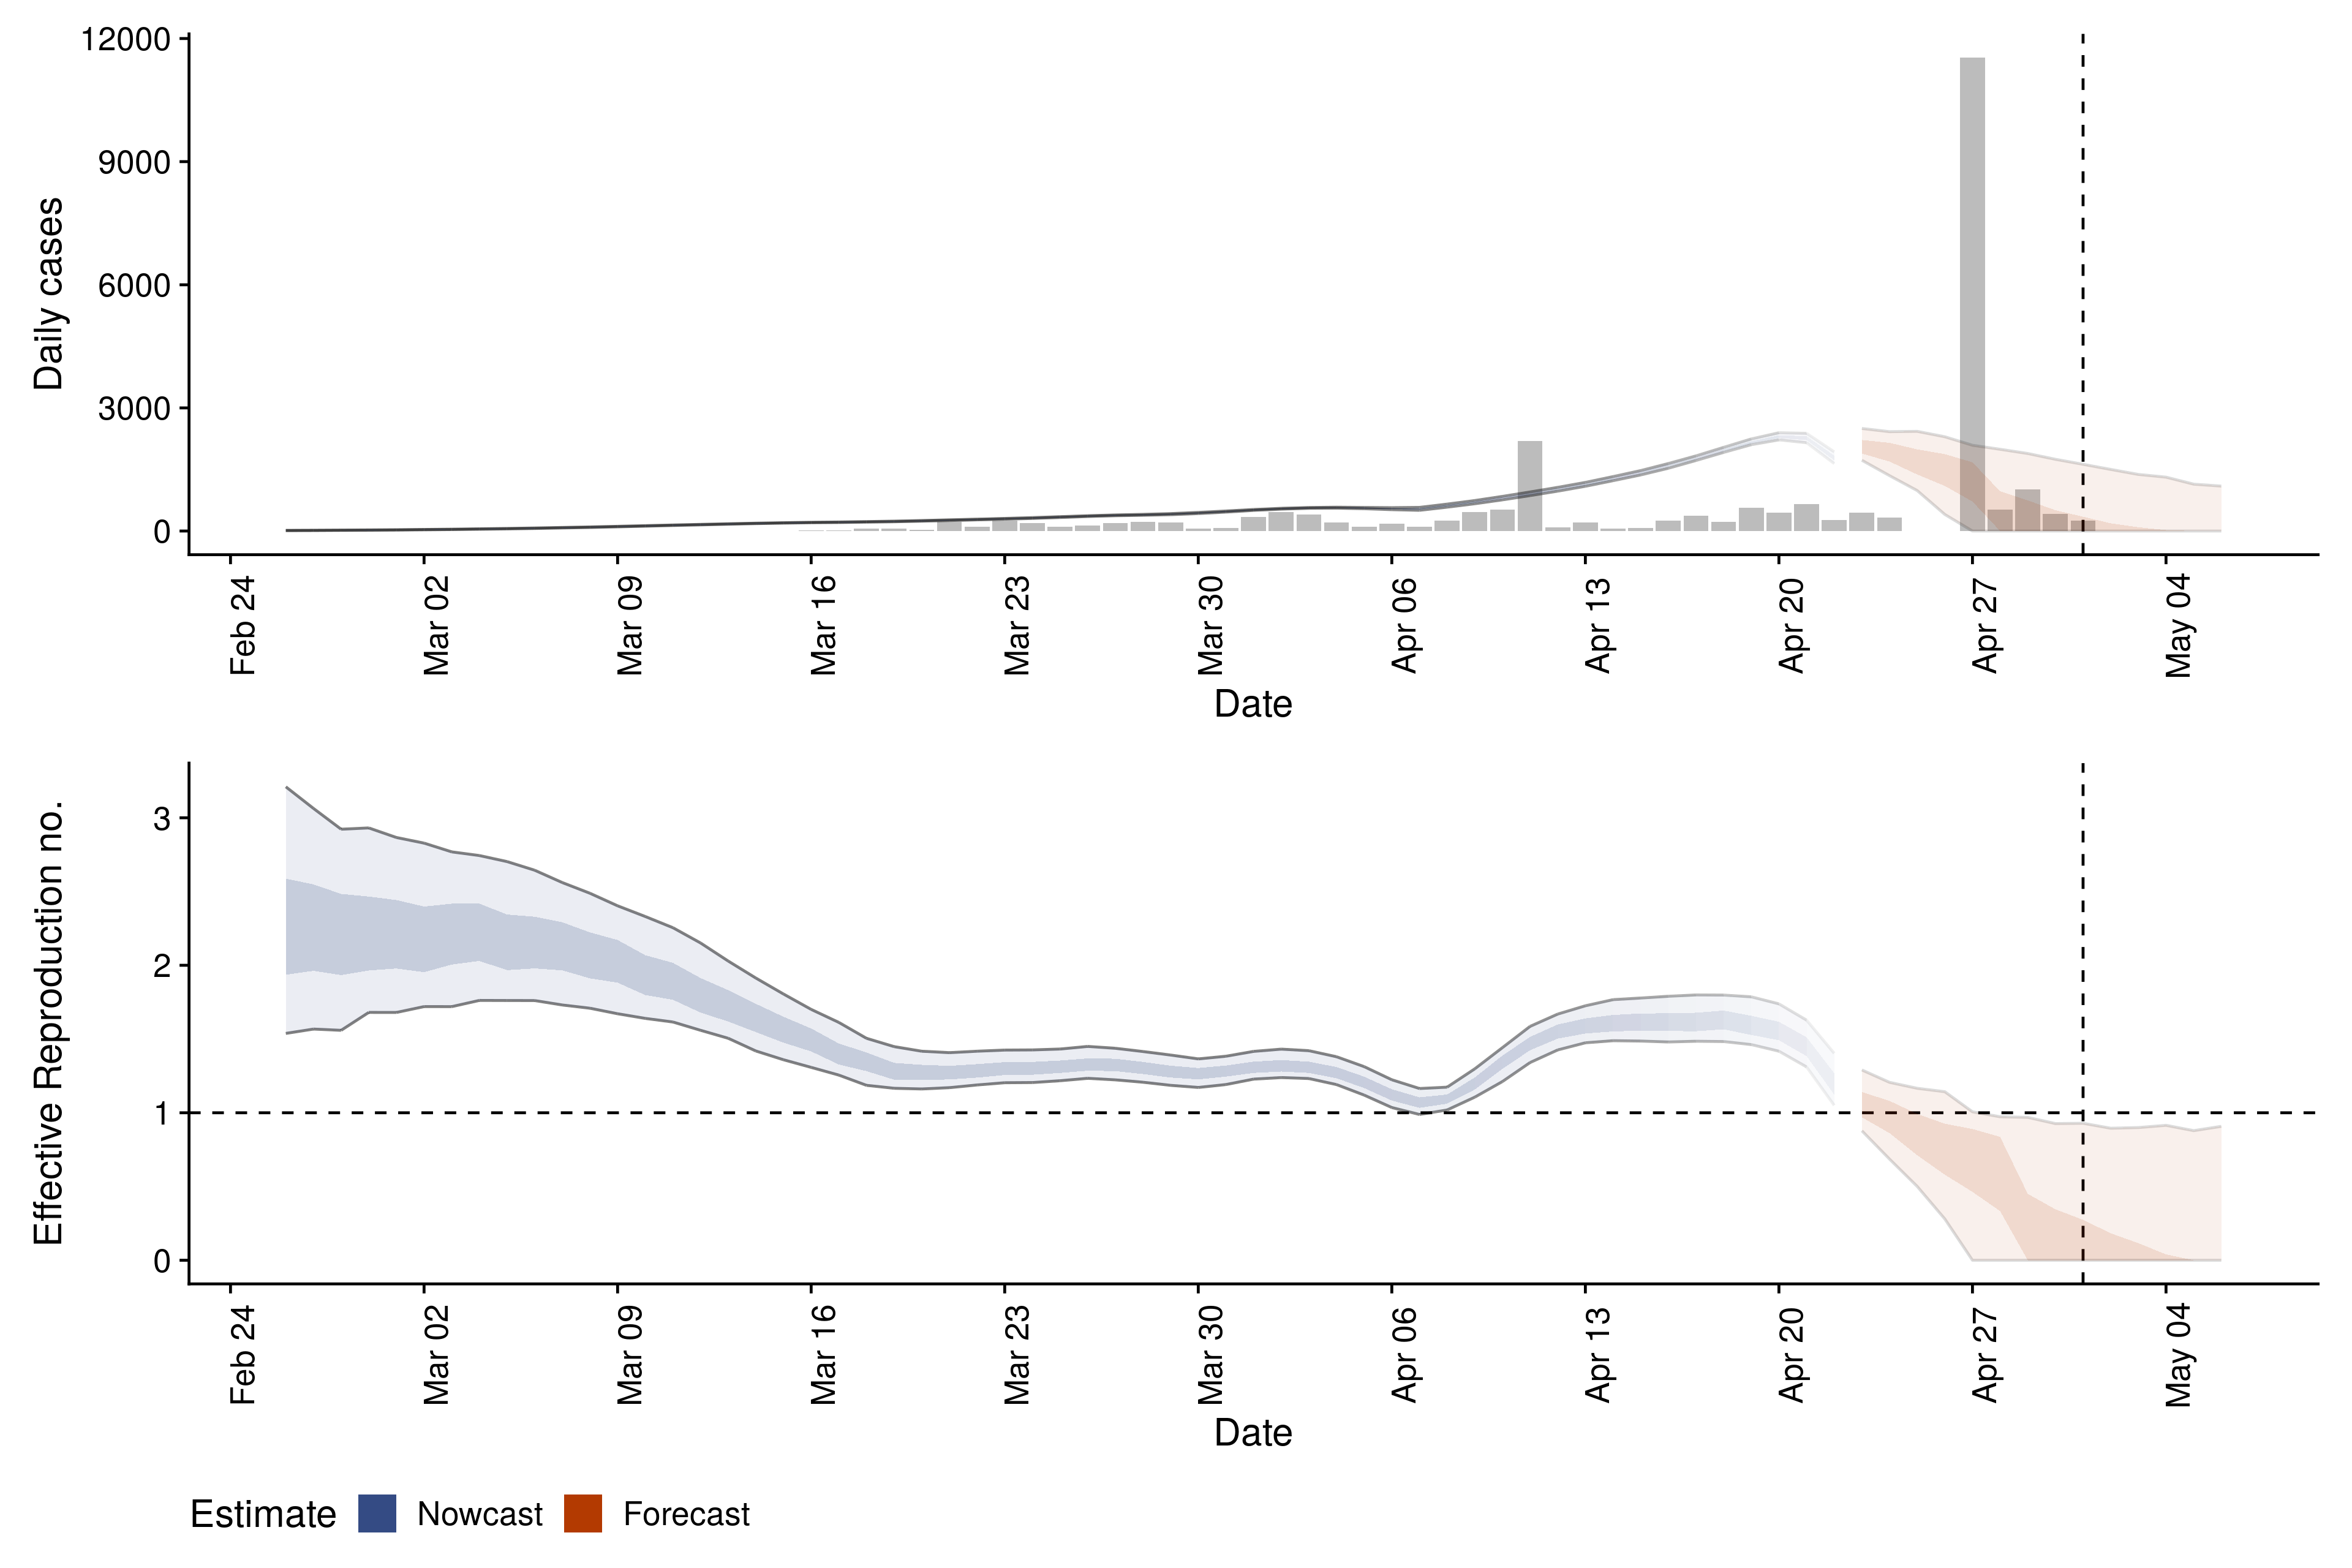 12000
9000
6000
3000
0
Daily cases
Feb 24
Mar 02
Mar 09
Mar 16
Mar 23
Mar 30
Apr 06
Apr 13
Apr 20
Apr 27
May 04
Date
3
2
1
0
Effective Reproduction no.
Feb 24
Mar 02
Mar 09
Mar 16
Mar 23
Mar 30
Apr 06
Apr 13
Apr 20
Apr 27
May 04
Date
Estimate Nowcast Forecast